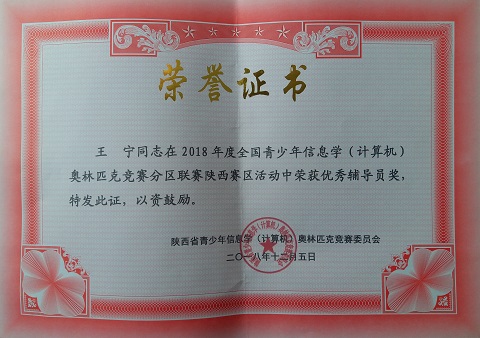 荣誉证书
王 宁同志在2018年度全国青少年信息学（计算机）
奥林匹克竞赛分区联赛陕西赛区活动中荣获优秀辅导员奖，
特发此证，以资鼓励。
陕西省青少年信息学（计算机）奥林匹克竞赛委员会
二〇一八年十二月五日